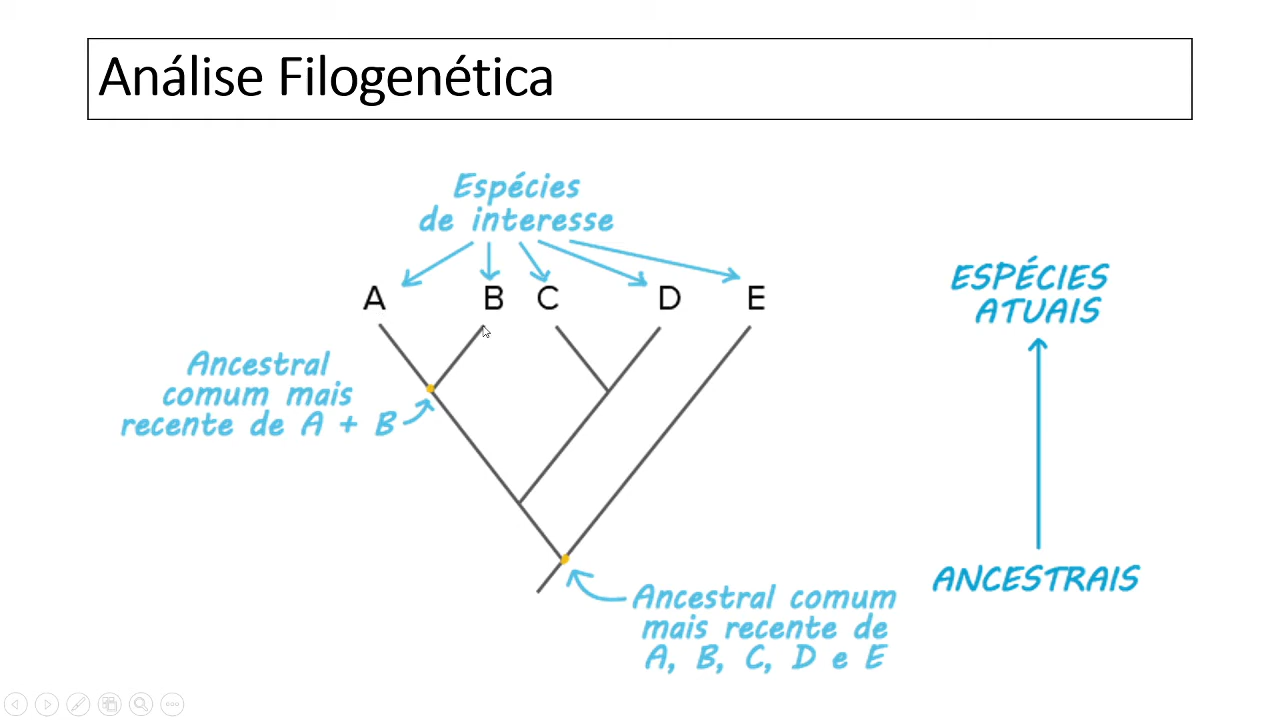 Análise Filogenética
Espécies
de interesse
A B C D E
Ancestral
comum mais
recente de A + B
ESPÉCIES
ATUAIS
ANCESTRAIS
Ancestral comum
mais recente de
A, B, C, D e E